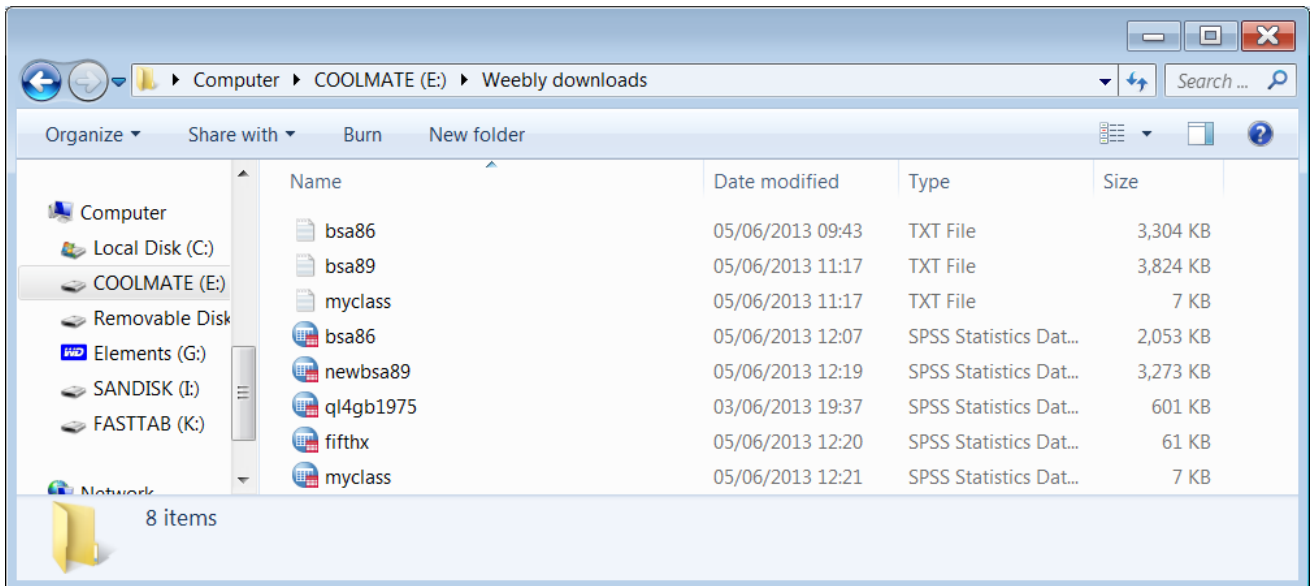 Computer COOLMATE (E:) Weebly downloads Search ...
Organize Share with Burn New folder
Name Date modified Type Size
Computer
Local Disk (C:)
COOLMATE (E:)
Removable Disk
WD Elements (G:)
SANDISK (I:)
FASTTAB (K:)
Network
bsa86 05/06/2013 09:43 TXT File 3,304 KB
bsa89 05/06/2013 11:17 TXT File 3,824 KB
myclass 05/06/2013 11:17 TXT File 7 KB
bsa86 05/06/2013 12:07 SPSS Statistics Dat... 2,053 KB
newbsa89 05/06/2013 12:19 SPSS Statistics Dat... 3,273 KB
ql4gb1975 03/06/2013 19:37 SPSS Statistics Dat... 601 KB
fifthx 05/06/2013 12:20 SPSS Statistics Dat... 61 KB
myclass 05/06/2013 12:21 SPSS Statistics Dat... 7 KB
8 items